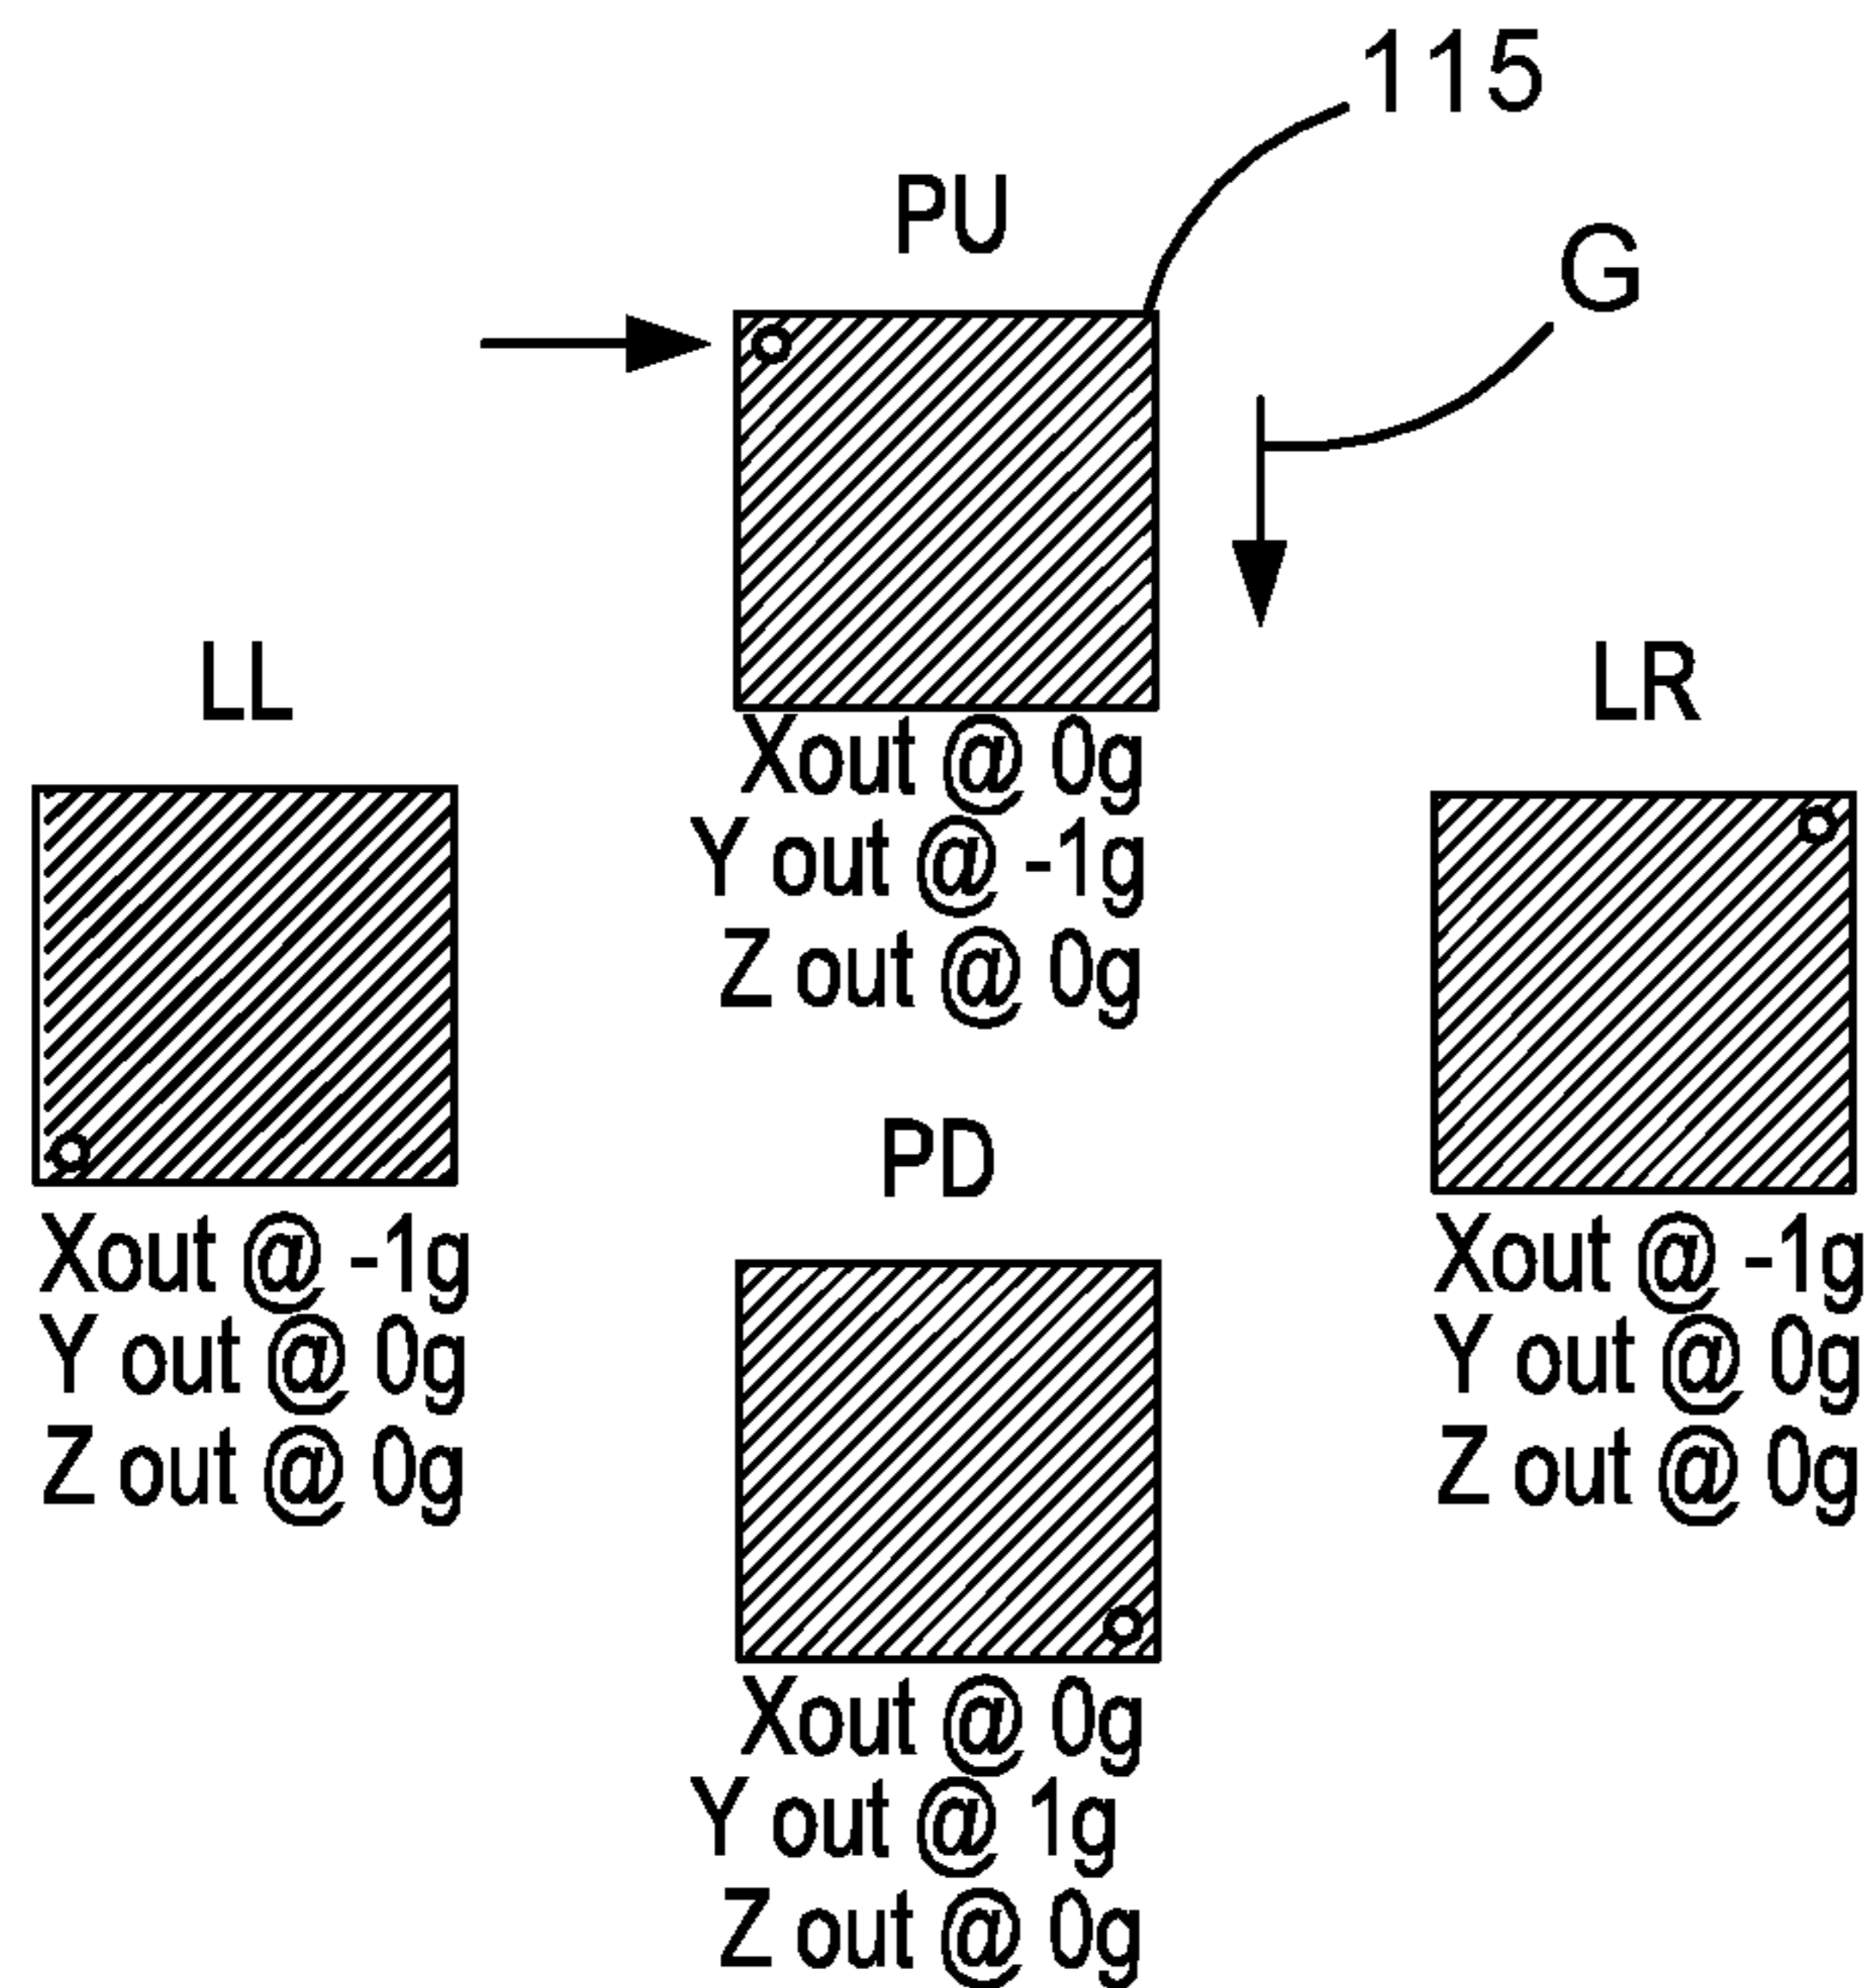 115
PU
G
Xout @ 0g
Y out @ -1g
Z out @ 0g
LL
Xout @ -1g
Y out @ 0g
Z out @ 0g
LR
Xout @ -1g
Y out @ 0g
Z out @ 0g
PD
Xout @ 0g
Y out @ 1g
Z out @ 0g